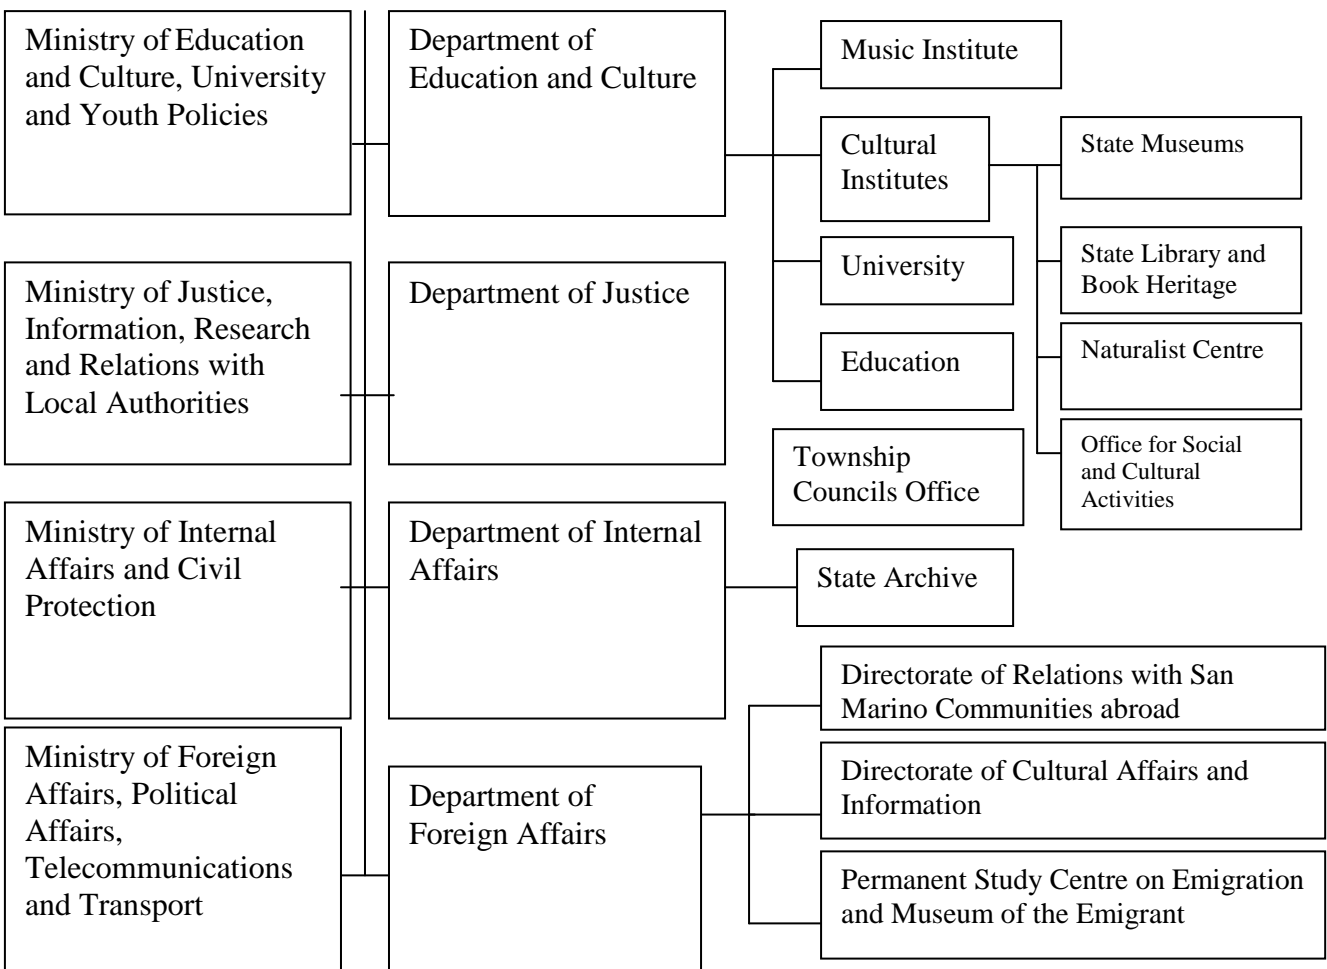 Ministry of Education
and Culture, University
and Youth Policies
Department of
Education and Culture
Music Institute
Cultural
Institutes
State Museums
University
State Library and
Book Heritage
Education
Naturalist Centre
Office for Social
and Cultural
Activities
Ministry of Justice,
Information, Research
and Relations with
Local Authorities
Department of Justice
Township
Councils Office
Ministry of Internal
Affairs and Civil
Protection
Department of Internal
Affairs
State Archive
Ministry of Foreign
Affairs, Political
Affairs,
Telecommunications
and Transport
Department of
Foreign Affairs
Directorate of Relations with San
Marino Communities abroad
Directorate of Cultural Affairs and
Information
Permanent Study Centre on Emigration
and Museum of the Emigrant